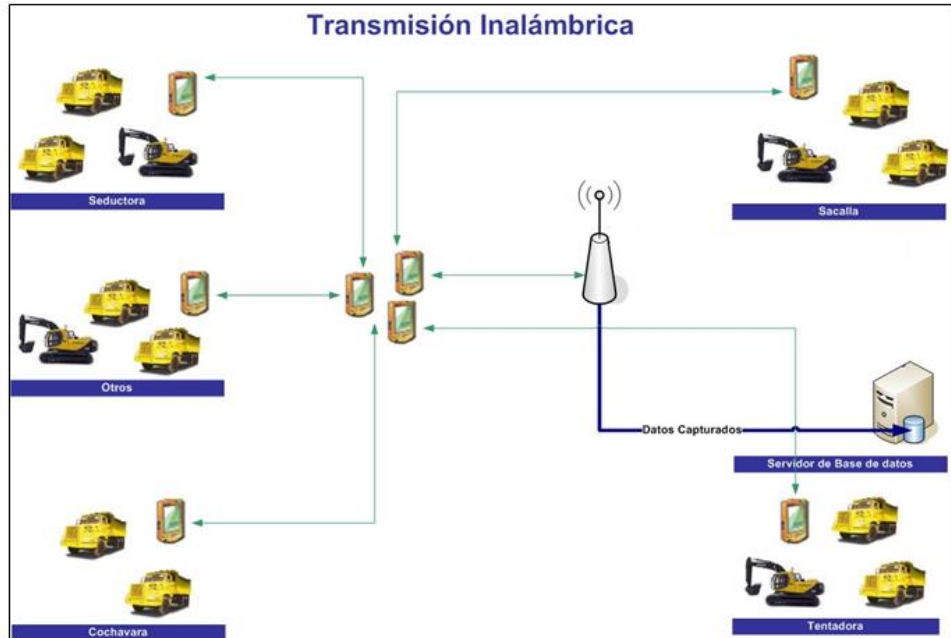 Transmisión Inalámbrica
Seductora
Sacalla
Otros
Datos Capturados
Servidor de Base de datos
Cochavara
Tentadora